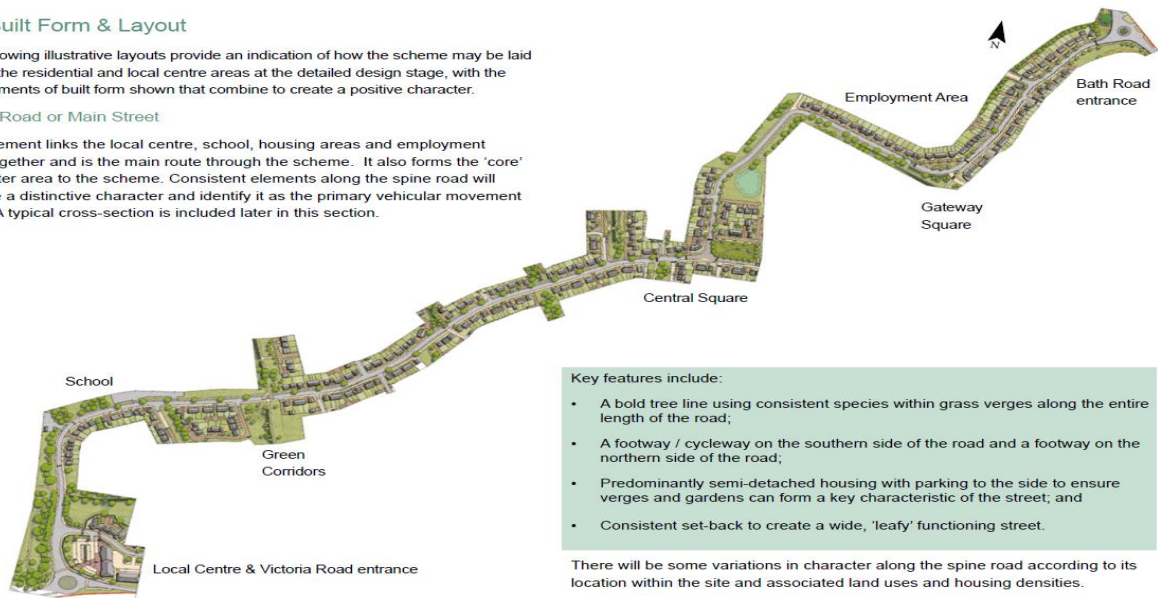 uilt Form & Layout
owing illustrative layouts provide an indication of how the scheme may be laid
the residential and local centre areas at the detailed design stage, with the
ments of built form shown that combine to create a positive character.
Road or Main Street
ement links the local centre, school, housing areas and employment
gether and is the main route through the scheme. It also forms the ‘core’
ter area to the scheme. Consistent elements along the spine road will
e a distinctive character and identify it as the primary vehicular movement
A typical cross-section is included later in this section.
N
Bath Road
entrance
Employment Area
Gateway
Square
Central Square
School
Green
Corridors
Local Centre & Victoria Road entrance
Key features include:
• A bold tree line using consistent species within grass verges along the entire
length of the road;
• A footway / cycleway on the southern side of the road and a footway on the
northern side of the road;
• Predominantly semi-detached housing with parking to the side to ensure
verges and gardens can form a key characteristic of the street; and
• Consistent set-back to create a wide, ‘leafy’ functioning street.
There will be some variations in character along the spine road according to its
location within the site and associated land uses and housing densities.